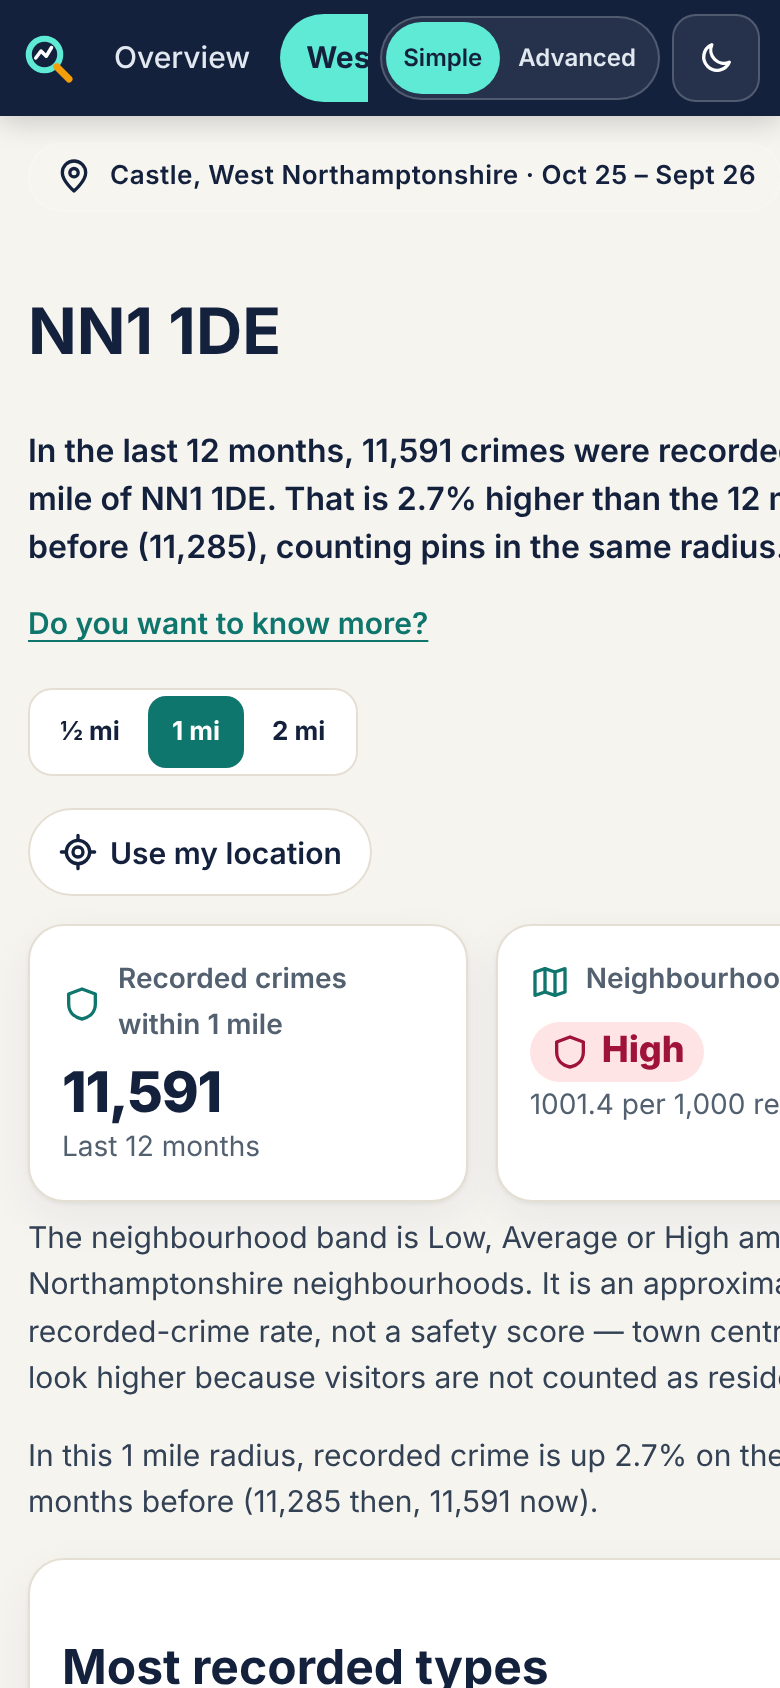 Overview Wes Simple Advanced
Castle, West Northamptonshire · Oct 25 – Sept 26
NN1 1DE
In the last 12 months, 11,591 crimes were recorde
mile of NN1 1DE. That is 2.7% higher than the 12
before (11,285), counting pins in the same radius.
Do you want to know more?
½ mi 1 mi 2 mi
Use my location
Recorded crimes
within 1 mile
11,591
Last 12 months
Neighbourhoo
High
1001.4 per 1,000 re
The neighbourhood band is Low, Average or High am
Northamptonshire neighbourhoods. It is an approxima
recorded-crime rate, not a safety score — town centr
look higher because visitors are not counted as resid
In this 1 mile radius, recorded crime is up 2.7% on the
months before (11,285 then, 11,591 now).
Most recorded types